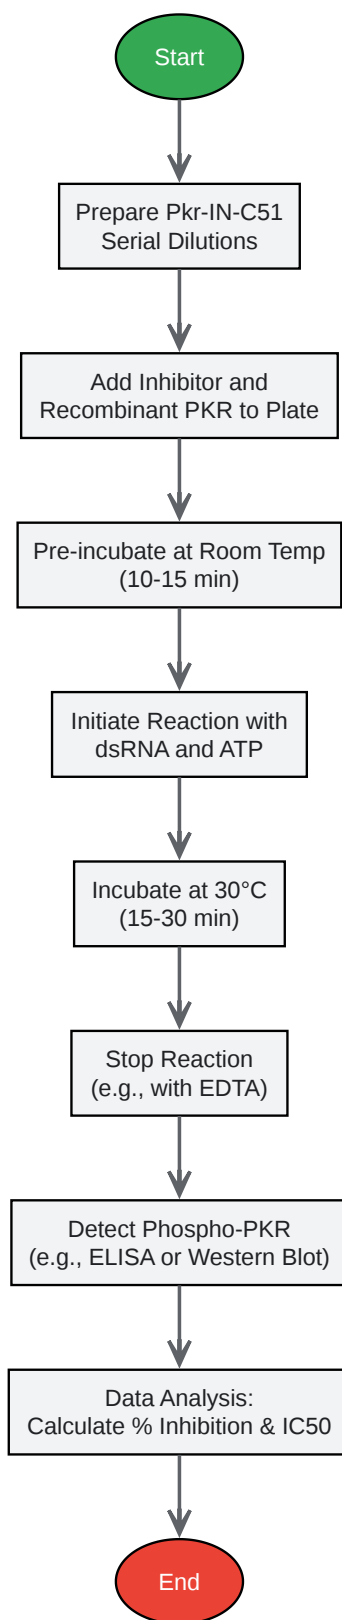 Start
Prepare Pkr-IN-C51
Serial Dilutions
Add Inhibitor and
Recombinant PKR to Plate
Pre-incubate at Room Temp
(10-15 min)
Initiate Reaction with
dsRNA and ATP
Incubate at 30°C
(15-30 min)
Stop Reaction
(e.g., with EDTA)
Detect Phospho-PKR
(e.g., ELISA or Western Blot)
Data Analysis:
Calculate % Inhibition & IC50
End